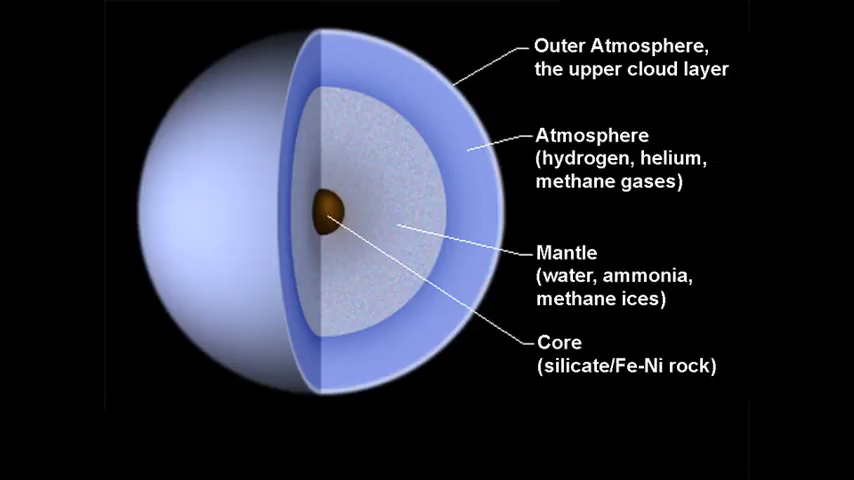 Outer Atmosphere,
the upper cloud layer
Atmosphere
(hydrogen, helium,
methane gases)
Mantle
(water, ammonia,
methane ices)
Core
(silicate/Fe-Ni rock)